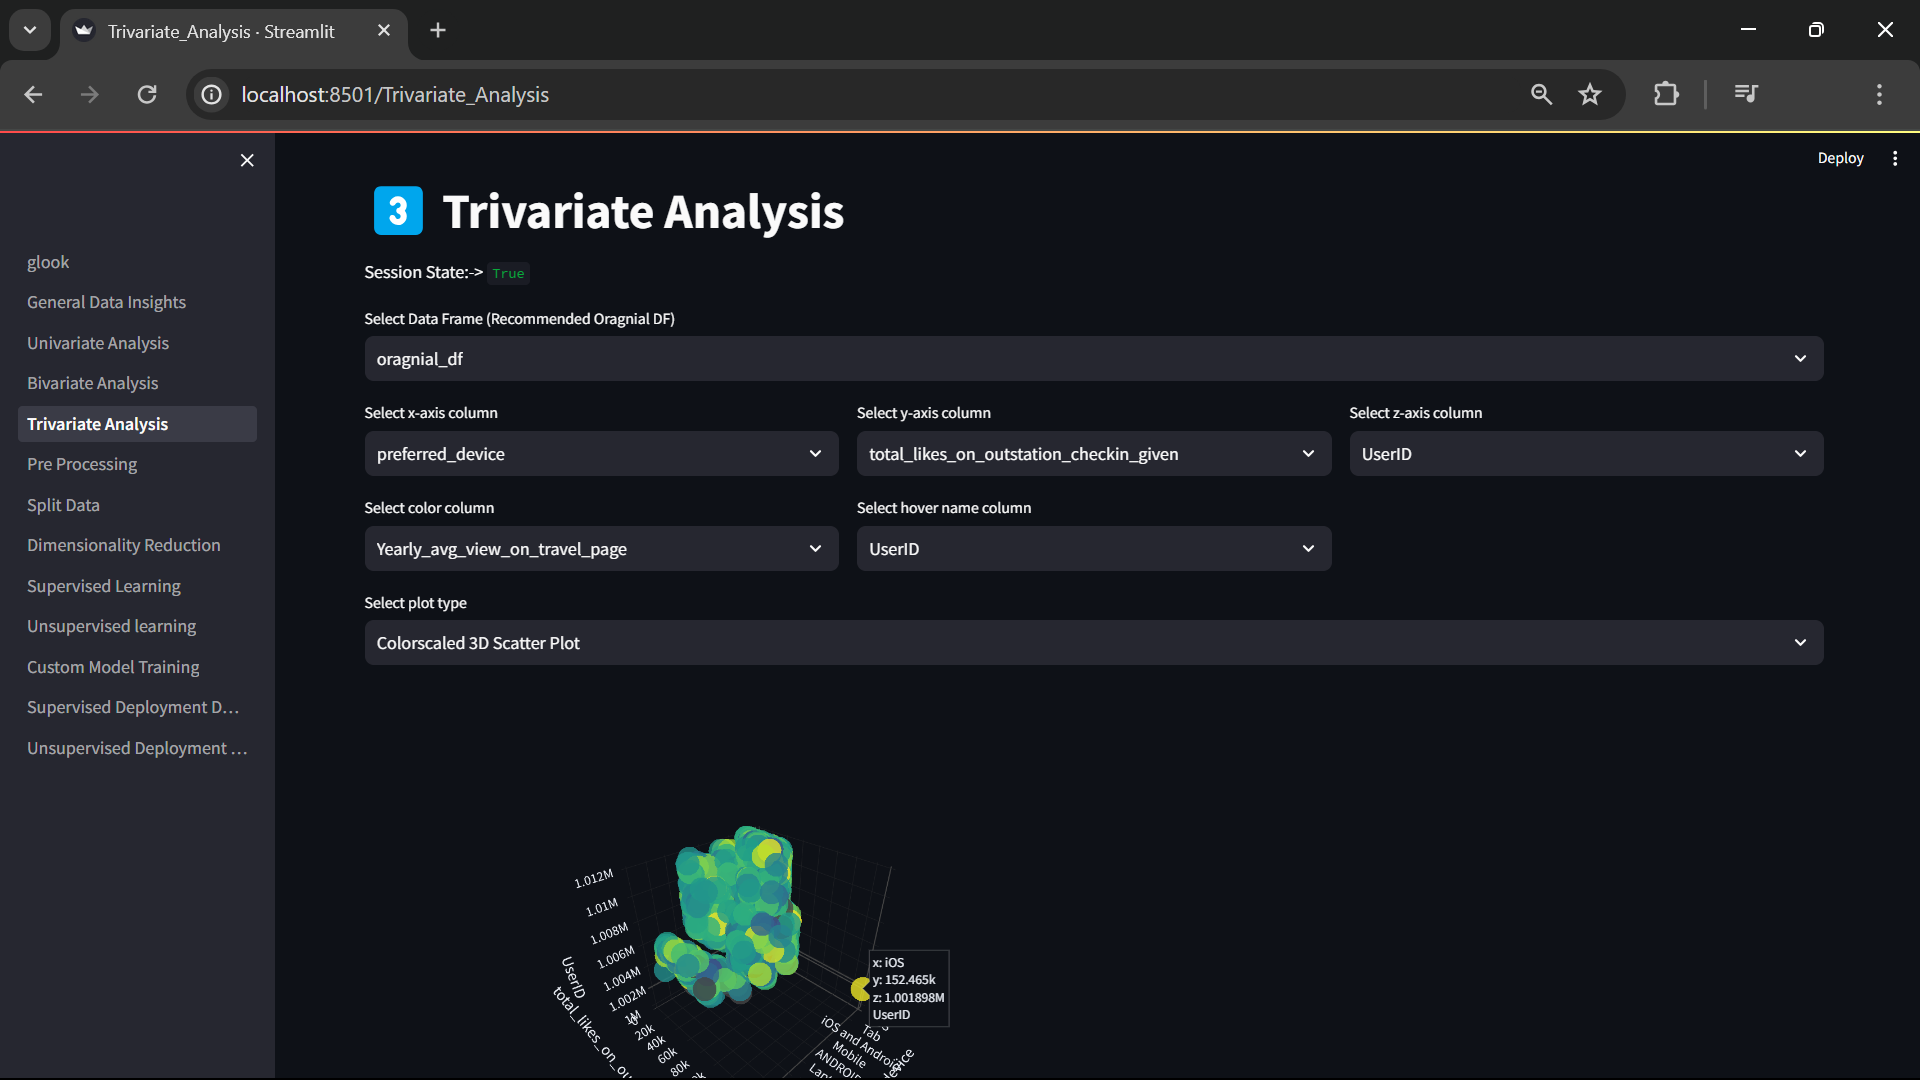 Trivariate_Analysis · Streamlit
localhost:8501/Trivariate_Analysis
Deploy
glook
General Data Insights
Univariate Analysis
Bivariate Analysis
Trivariate Analysis
Pre Processing
Split Data
Dimensionality Reduction
Supervised Learning
Unsupervised learning
Custom Model Training
Supervised Deployment D...
Unsupervised Deployment ...
3 Trivariate Analysis
Session State:-> True
Select Data Frame (Recommended Oragnial DF)
oragnial_df
Select x-axis column
preferred_device
Select y-axis column
total_likes_on_outstation_checkin_given
Select z-axis column
UserID
Select color column
Yearly_avg_view_on_travel_page
Select hover name column
UserID
Select plot type
Colorscaled 3D Scatter Plot
1.012M
1.01M
1.008M
1.006M
1.004M
1.002M
1M
UserID
0
20k
40k
60k
80k
total_likes_on_ou
x: iOS
y: 152.465k
z: 1.001898M
UserID
Tab
iOS and Android
Mobile
ANDROID